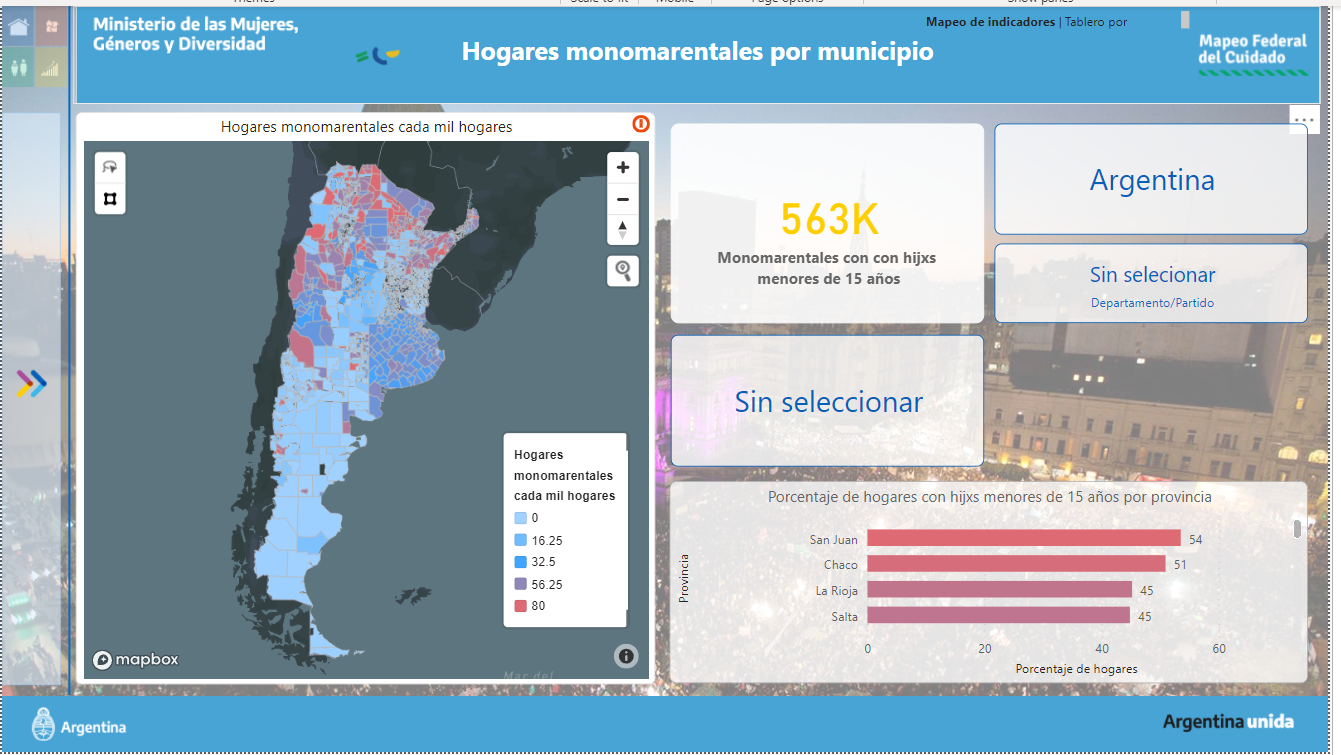 Ministerio de las Mujeres,
Géneros y Diversidad
Hogares monomarentales por municipio
Mapeo de indicadores | Tablero por
Mapeo Federal
del Cuidado
Hogares monomarentales cada mil hogares
563K
Monomarentales con con hijxs
menores de 15 años
Argentina
Sin selecionar
Departamento/Partido
Sin seleccionar
Hogares
monomarentales
cada mil hogares
0
16.25
32.5
56.25
80
mapbox
Mar del
Porcentaje de hogares con hijxs menores de 15 años por provincia
Provincia
San Juan 54
Chaco 51
La Rioja 45
Salta 45
0 20 40 60
Porcentaje de hogares
Argentina
Argentina unida